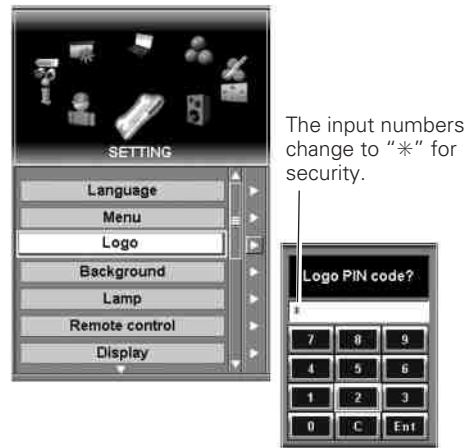 SETTING
Language
Menu
Logo
Background
Lamp
Remote control
Display
The input numbers
change to “✳” for
security.
Logo PIN code?
*
7 8 9
4 5 6
1 2 3
0 C Ent